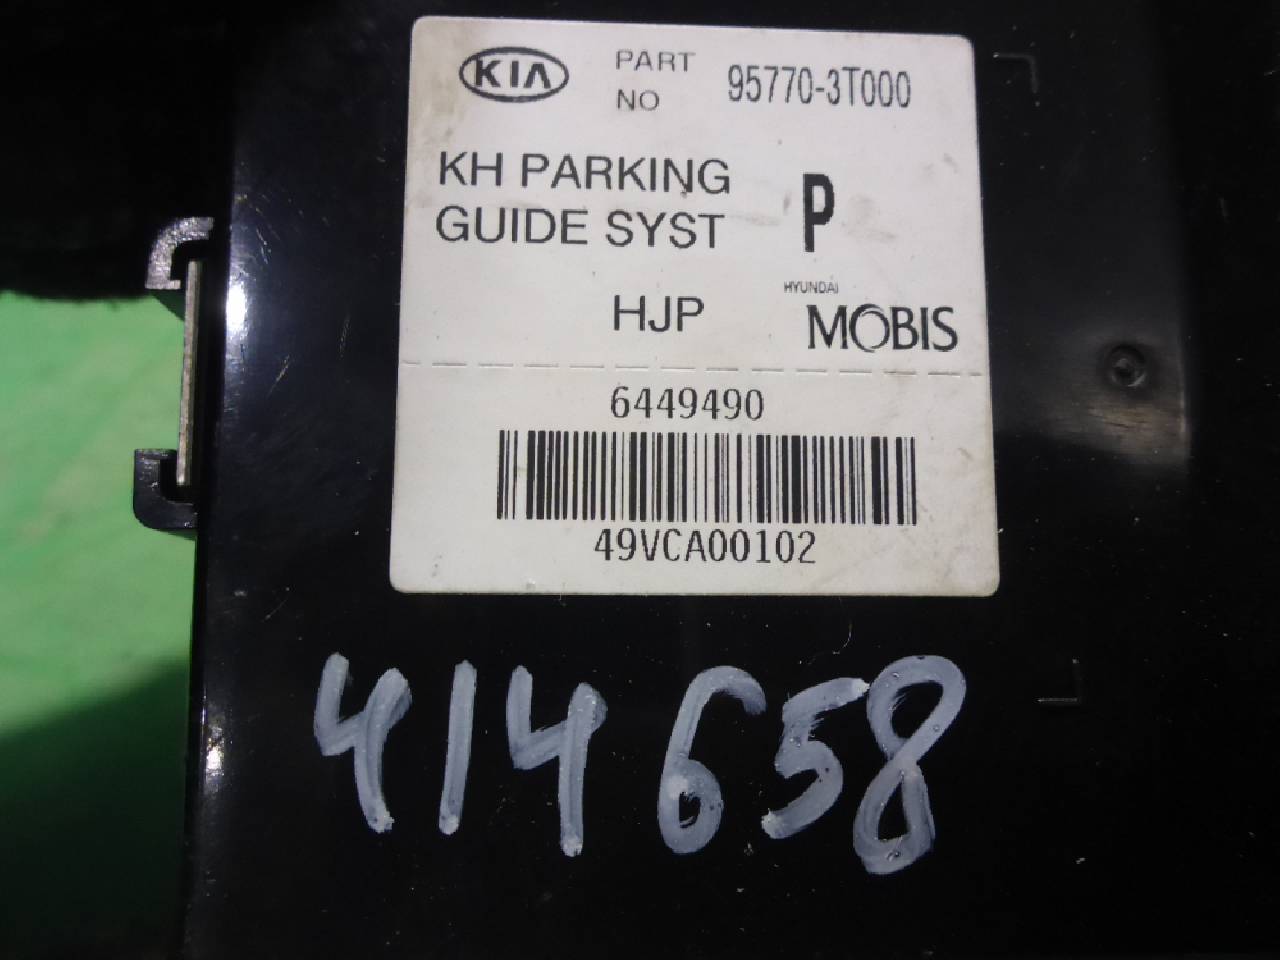 KIA PART NO 95770-3T000
KH PARKING
GUIDE SYST P
HJP
HYUNDAI
MOBIS
6449490
49VCA00102
414658